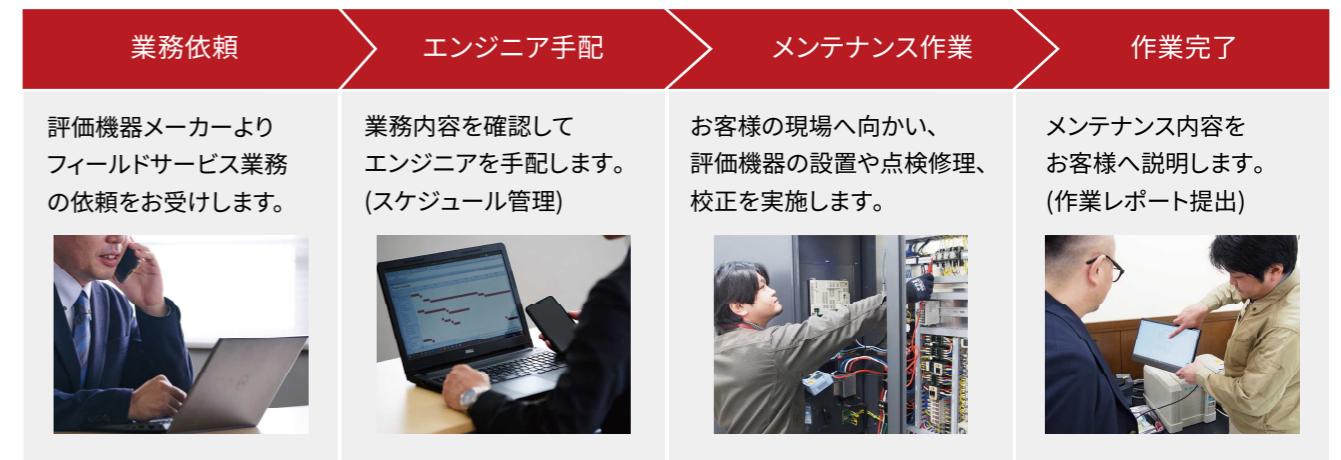 業務依頼
評価機器メーカーより
フィールドサービス業務
の依頼をお受けします。
エンジニア手配
業務内容を確認して
エンジニアを手配します。
(スケジュール管理)
メンテナンス作業
お客様の現場へ向かい、
評価機器の設置や点検修理、
校正を実施します。
作業完了
メンテナンス内容を
お客様へ説明します。
(作業レポート提出)